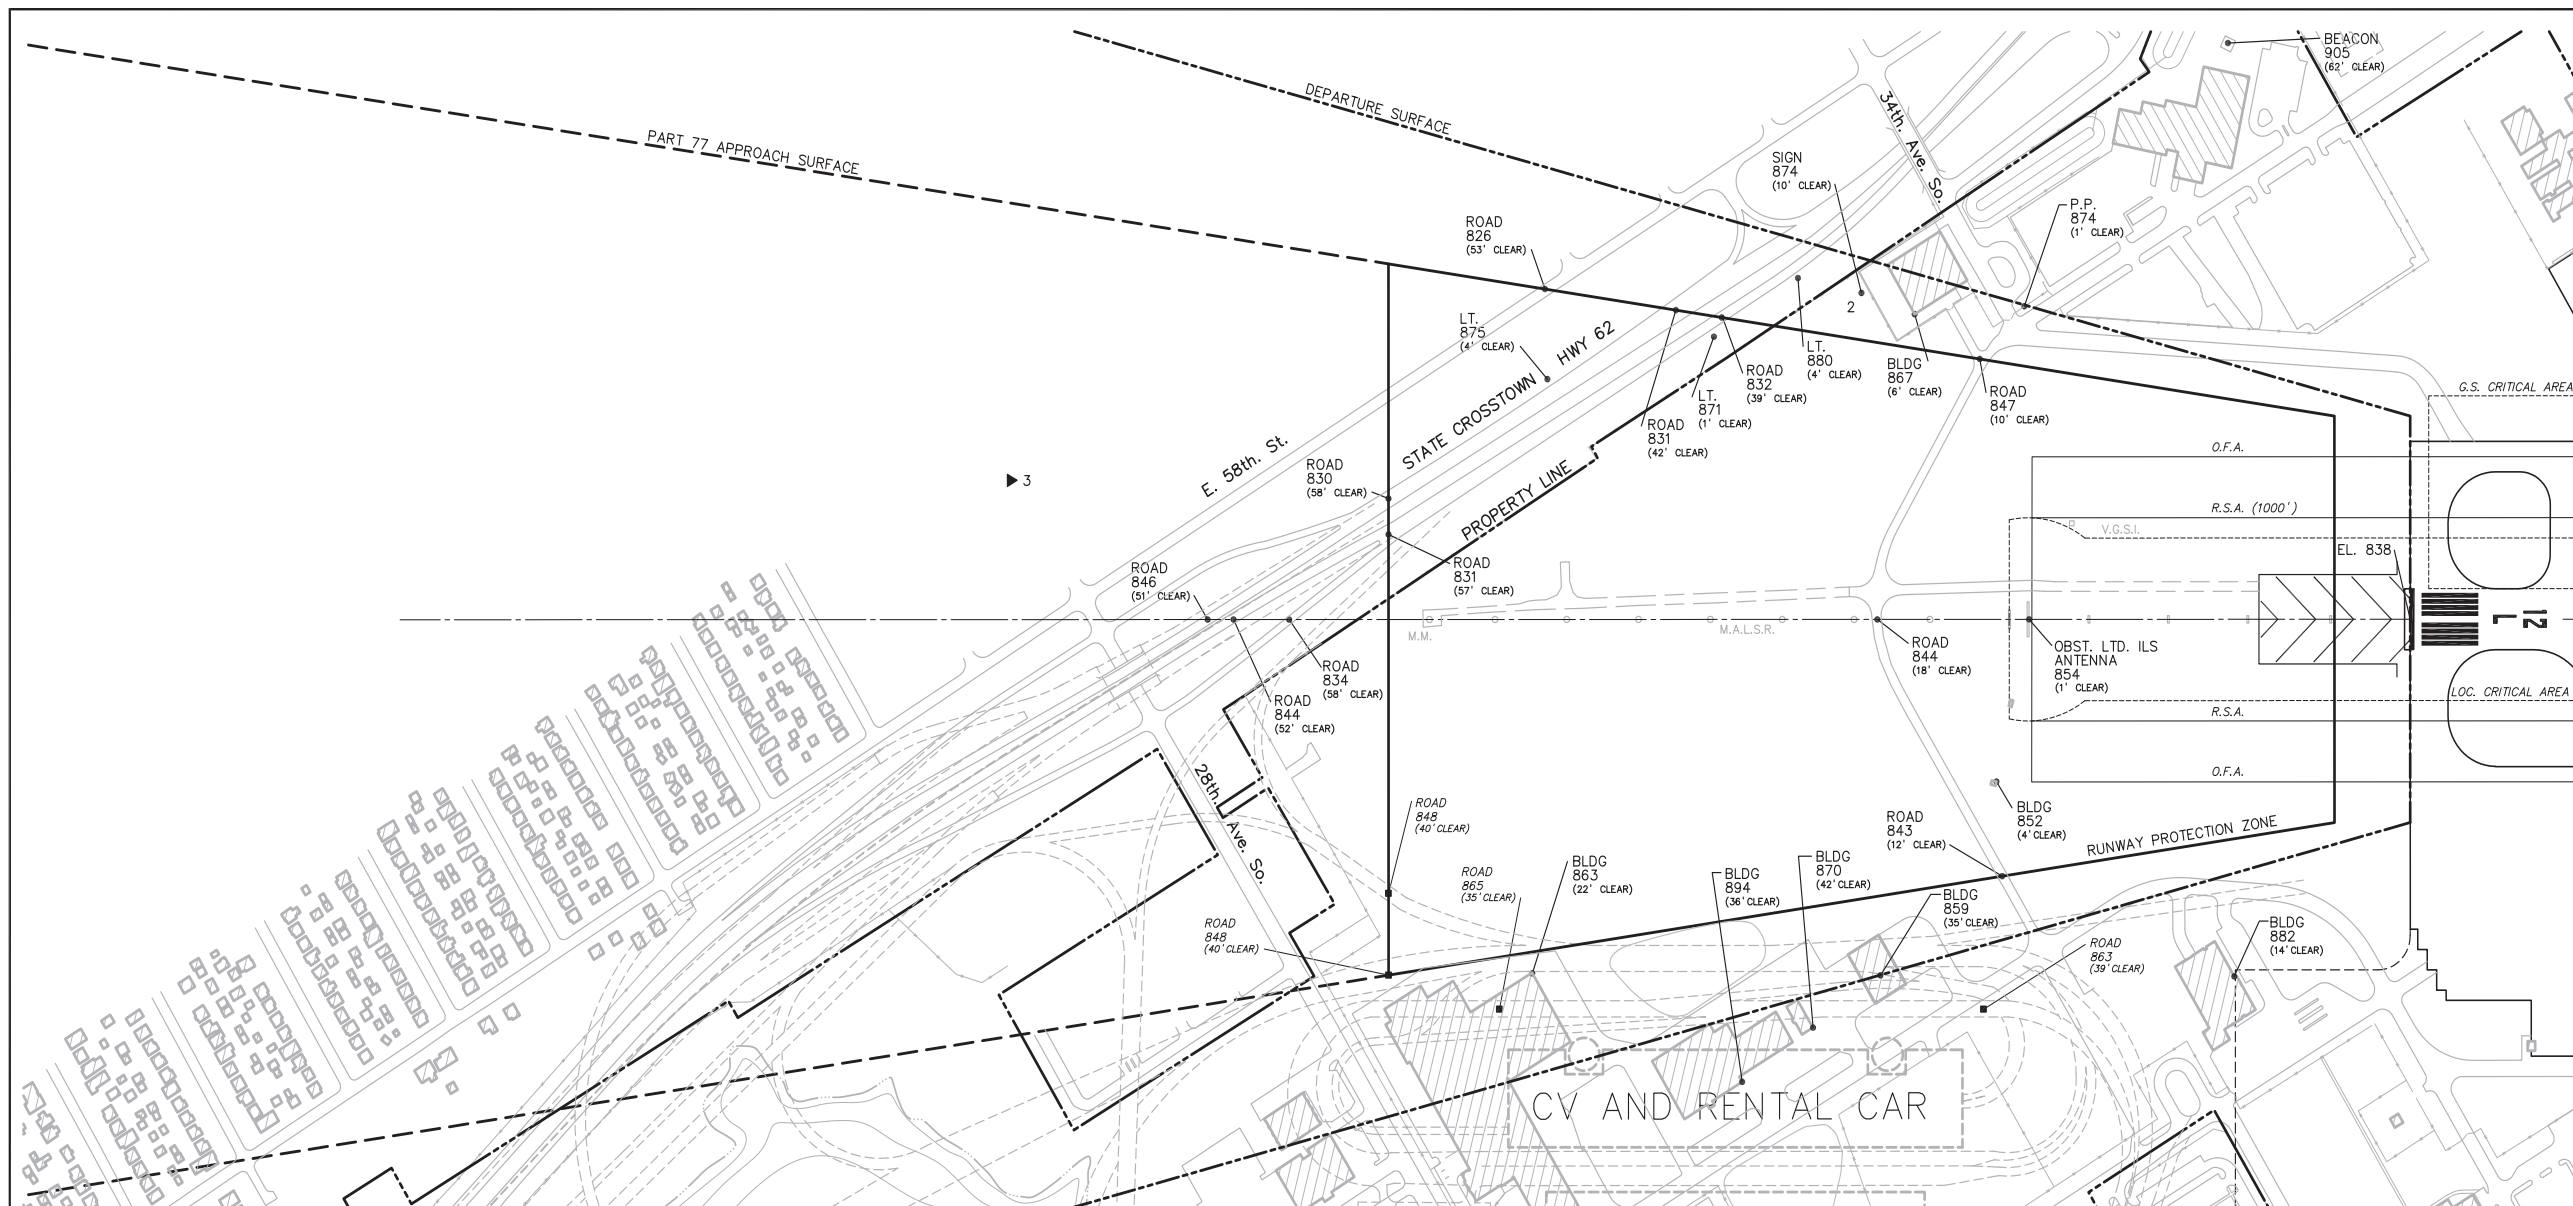 BEACON
905
(62' CLEAR)
DEPARTURE SURFACE
34th. Ave. So.
PART 77 APPROACH SURFACE
SIGN
874
(10' CLEAR)
P.P.
874
(1' CLEAR)
ROAD
826
(53' CLEAR)
2
LT.
875
(4' CLEAR)
STATE CROSSTOWN HWY 62
LT.
880
(4' CLEAR)
BLDG
867
(6' CLEAR)
ROAD
832
(39' CLEAR)
LT.
871
(1' CLEAR)
ROAD
847
(10' CLEAR)
G.S. CRITICAL AREA
ROAD
831
(42' CLEAR)
E. 58th. St.
O.F.A.
ROAD
830
(58' CLEAR)
PROPERTY LINE
3
R.S.A. (1000')
V.G.S.I.
EL. 838
ROAD
846
(51' CLEAR)
ROAD
831
(57' CLEAR)
M.M.
M.A.L.S.R.
12
L
ROAD
844
(18' CLEAR)
OBST. LTD. ILS
ANTENNA
854
(1' CLEAR)
ROAD
834
(58' CLEAR)
ROAD
844
(52' CLEAR)
LOC. CRITICAL AREA
R.S.A.
O.F.A.
28th. Ave. So.
ROAD
848
(40'CLEAR)
BLDG
852
(4'CLEAR)
ROAD
843
(12' CLEAR)
RUNWAY PROTECTION ZONE
ROAD
865
(35'CLEAR)
BLDG
863
(22' CLEAR)
BLDG
894
(36'CLEAR)
BLDG
870
(42'CLEAR)
BLDG
859
(35'CLEAR)
ROAD
848
(40'CLEAR)
BLDG
882
(14'CLEAR)
ROAD
863
(39'CLEAR)
CV AND RENTAL CAR